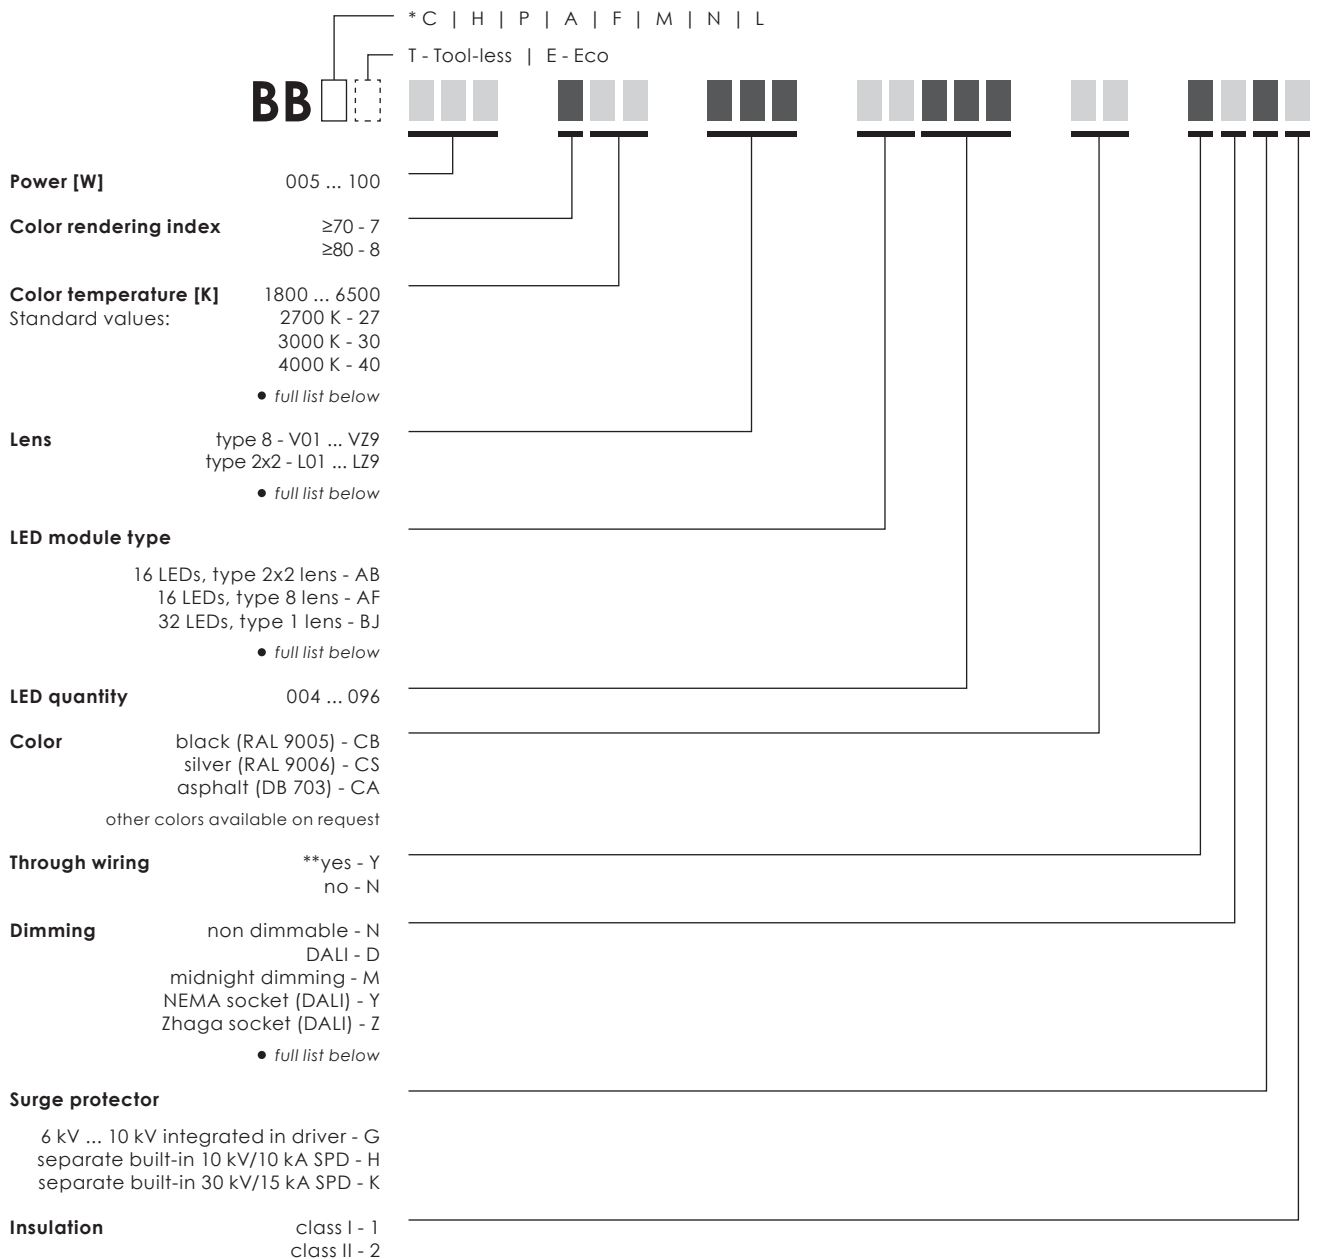 * C | H | P | A | F | M | N | L
T - Tool-less | E - Eco
BB
Power [W] 005 ... 100
Color rendering index ≥70 - 7
≥80 - 8
Color temperature [K] 1800 ... 6500
Standard values: 2700 K - 27
3000 K - 30
4000 K - 40
• full list below
Lens type 8 - V01 ... VZ9
type 2x2 - L01 ... LZ9
• full list below
LED module type
16 LEDs, type 2x2 lens - AB
16 LEDs, type 8 lens - AF
32 LEDs, type 1 lens - BJ
• full list below
LED quantity 004 ... 096
Color black (RAL 9005) - CB
silver (RAL 9006) - CS
asphalt (DB 703) - CA
other colors available on request
Through wiring **yes - Y
no - N
Dimming non dimmable - N
DALI - D
midnight dimming - M
NEMA socket (DALI) - Y
Zhaga socket (DALI) - Z
• full list below
Surge protector
6 kV ... 10 kV integrated in driver - G
separate built-in 10 kV/10 kA SPD - H
separate built-in 30 kV/15 kA SPD - K
Insulation class I - 1
class II - 2